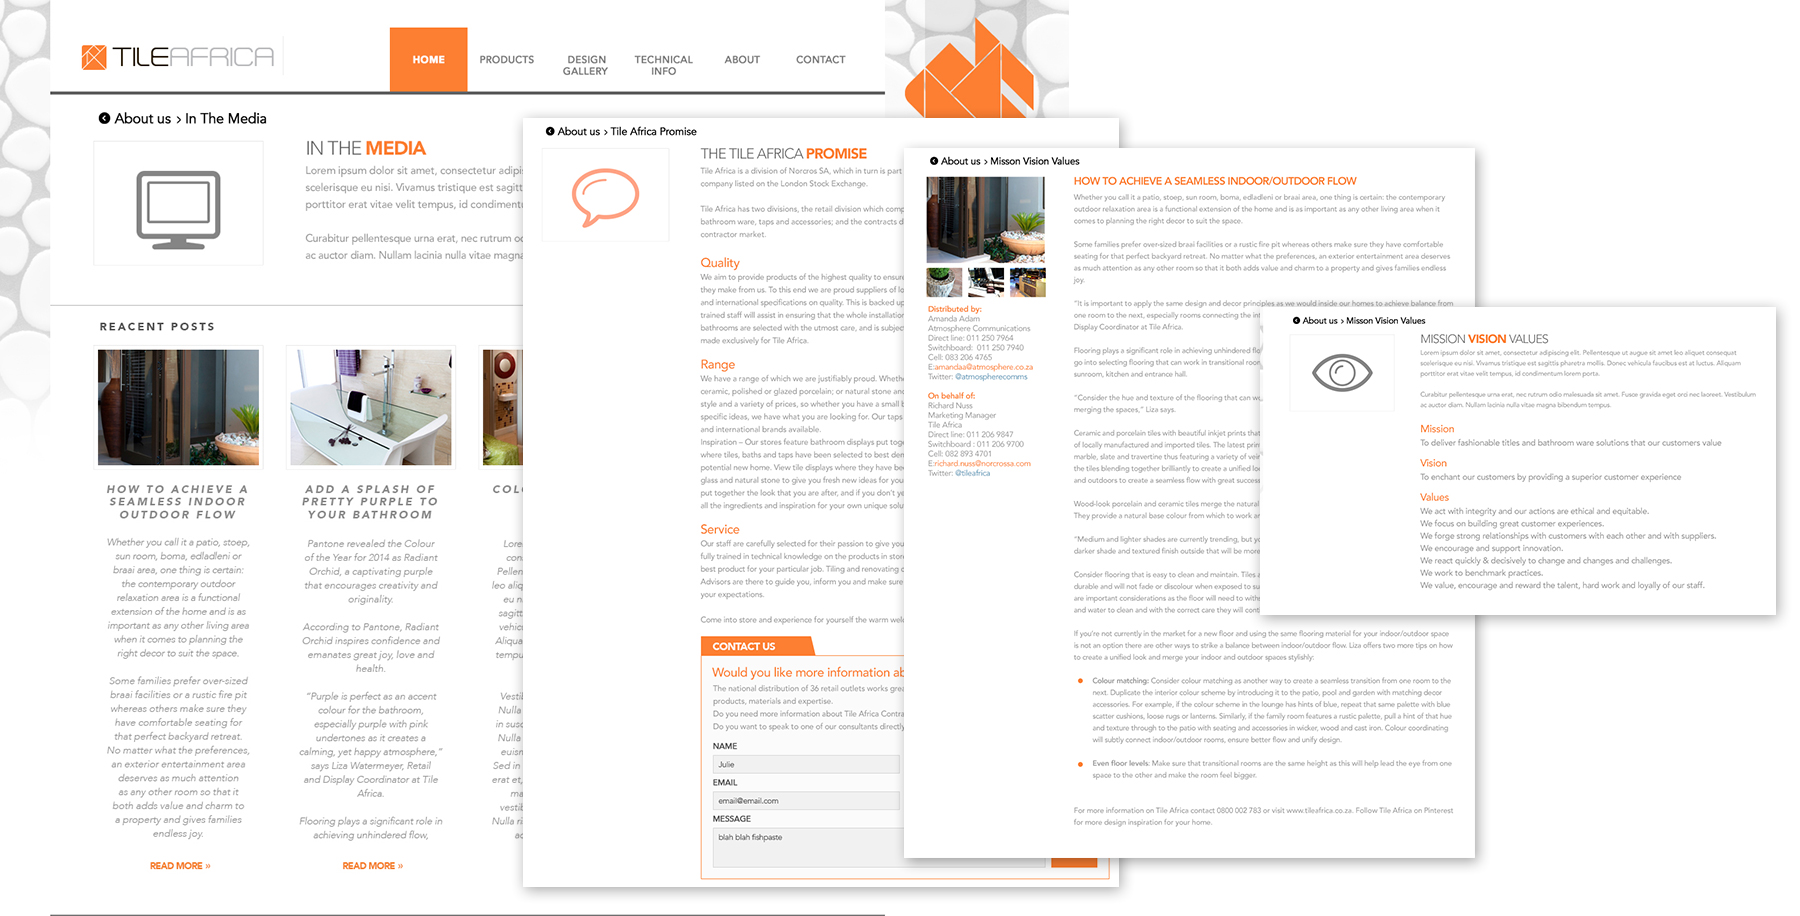 TILEAFRICA
HOME
PRODUCTS
DESIGN
GALLERY
TECHNICAL
INFO
ABOUT
CONTACT
About us › In The Media
IN THE MEDIA
Lorem ipsum dolor sit amet, consectetur adipi
scelerisque eu nisi. Vivamus tristique est sagitt
porttitor erat vitae velit tempus, id condimentu
Curabitur pellentesque urna erat, nec rutrum
ac auctor diam. Nullam lacinia nulla vitae magna
REACENT POSTS
HOW TO ACHIEVE A
SEAMLESS INDOOR
OUTDOOR FLOW
Whether you call it a patio, stoep,
sun room, boma, edladleni or
braai area, one thing is certain:
the contemporary outdoor
relaxation area is a functional
extension of the home and is as
important as any other living area
when it comes to planning the
right decor to suit the space.
Some families prefer over-sized
braai facilities or a rustic fire pit
whereas others make sure they
have comfortable seating for
that perfect backyard retreat.
No matter what the preferences,
an exterior entertainment area
deserves as much attention
as any other room so that it
both adds value and charm to
a property and gives families
endless joy.
READ MORE »
ADD A SPLASH OF
PRETTY PURPLE TO
YOUR BATHROOM
Pantone revealed the Colour
of the Year for 2014 as Radiant
Orchid, a captivating purple
that encourages creativity and
originality.
According to Pantone, Radiant
Orchid inspires confidence and
emanates great joy, love and
health.
"Purple is perfect as an accent
colour for the bathroom,
especially purple with pink
undertones as it creates a
calming, yet happy atmosphere,"
says Liza Watermeyer, Retail
and Display Coordinator at Tile
Africa.
Flooring plays a significant role in
achieving unhindered flow,
READ MORE »
COL
Lore
con
Pellen
leo aliq
eu n
sagitt
vehic
Aliqua
tempu
Vesti
Nulla
in susc
Nulla
euism
Sed in
erat et,
ma
vestib
Nulla ri
ac
About us › Tile Africa Promise
THE TILE AFRICA PROMISE
Tile Africa is a division of Norcros SA, which in turn is part
company listed on the London Stock Exchange.
Tile Africa has two divisions, the retail division which comp
bathroom ware, taps and accessories; and the contracts d
contractor market.
Quality
We aim to provide products of the highest quality to ensure
they make from us. To this end we are proud suppliers of lo
and international specifications on quality. This is backed up
trained staff will assist in ensuring that the whole installation
bathrooms are selected with the utmost care, and is subject
made exclusively for Tile Africa.
Range
We have a range of which we are justifiably proud. Wheth
ceramic, polished or glazed porcelain; or natural stone an
style and a variety of prices, so whether you have a small b
specific ideas, we have what you are looking for. Our taps
and international brands available.
Inspiration – Our stores feature bathroom displays put toge
where tiles, baths and taps have been selected to best den
potential new home. View tile displays where they have be
glass and natural stone to give you fresh new ideas for you
put together the look that you are after, and if you don't ye
all the ingredients and inspiration for your own unique solu
Service
Our staff are carefully selected for their passion to give you
fully trained in technical knowledge on the products in store
best product for your particular job. Tiling and renovating c
Advisors are there to guide you, inform you and make sure
your expectations.
Come into store and experience for yourself the warm wel
CONTACT US
Would you like more information ab
The national distribution of 36 retail outlets works grea
products, materials and expertise.
Do you need more information about Tile Africa Contra
Do you want to speak to one of our consultants directly
NAME
Julie
EMAIL
email@email.com
MESSAGE
blah blah fishpaste
About us › Misson Vision Values
Distributed by:
Amanda Adam
Atmosphere Communications
Direct line: 011 250 7964
Switchboard: 011 250 7940
Cell: 083 206 4765
E:amandaa@atmosphere.co.za
Twitter: @atmospherecomms
On behalf of:
Richard Nuss
Marketing Manager
Tile Africa
Direct line: 011 206 9847
Switchboard : 011 206 9700
Cell: 082 893 4701
E:richard.nuss@norcrossa.com
Twitter: @tileafrica
HOW TO ACHIEVE A SEAMLESS INDOOR/OUTDOOR FLOW
Whether you call it a patio, stoep, sun room, boma, edladleni or braai area, one thing is certain: the contemporary
outdoor relaxation area is a functional extension of the home and is as important as any other living area when it
comes to planning the right decor to suit the space.
Some families prefer over-sized braai facilities or a rustic fire pit whereas others make sure they have comfortable
seating for that perfect backyard retreat. No matter what the preferences, an exterior entertainment area deserves
as much attention as any other room so that it both adds value and charm to a property and gives families endless
joy.
"It is important to apply the same design and decor principles as we would inside our homes to achieve balance from
one room to the next, especially rooms connecting the int
Display Coordinator at Tile Africa.
Flooring plays a significant role in achieving unhindered flo
go into selecting flooring that can work in transitional room
sunroom, kitchen and entrance hall.
"Consider the hue and texture of the flooring that can w
merging the spaces," Liza says.
Ceramic and porcelain tiles with beautiful inkjet prints that
of locally manufactured and imported tiles. The latest prin
marble, slate and travertine thus featuring a variety of vei
the tiles blending together brilliantly to create a unified lo
and outdoors to create a seamless flow with great succes
Wood-look porcelain and ceramic tiles merge the natural
They provide a natural base colour from which to work an
"Medium and lighter shades are currently trending, but yo
darker shade and textured finish outside that will be more
Consider flooring that is easy to clean and maintain. Tiles a
durable and will not fade or discolour when exposed to su
are important considerations as the floor will need to with
and water to clean and with the correct care they will cont
If you're not currently in the market for a new floor and using the same flooring material for your indoor/outdoor space
is not an option there are other ways to strike a balance between indoor/outdoor flow. Liza offers two more tips on how
to create a unified look and merge your indoor and outdoor spaces stylishly:
Colour matching: Consider colour matching as another way to create a seamless transition from one room to the
next. Duplicate the interior colour scheme by introducing it to the patio, pool and garden with matching decor
accessories. For example, if the colour scheme in the lounge has hints of blue, repeat that same palette with blue
scatter cushions, loose rugs or lanterns. Similarly, if the family room features a rustic palette, pull a hint of that hue
and texture through to the patio with seating and accessories in wicker, wood and cast iron. Colour coordinating
will subtly connect indoor/outdoor rooms, ensure better flow and unify design.
Even floor levels: Make sure that transitional rooms are the same height as this will help lead the eye from one
space to the other and make the room feel bigger.
For more information on Tile Africa contact 0800 002 783 or visit www.tileafrica.co.za. Follow Tile Africa on PInterest
for more design inspiration for your home.
About us › Misson Vision Values
MISSION VISION VALUES
Lorem ipsum dolor sit amet, consectetur adipiscing elit. Pellentesque ut augue sit amet leo aliquet consequat
scelerisque eu nisi. Vivamus tristique est sagittis pharetra mollis. Donec vehicula faucibus est at luctus. Aliquam
porttitor erat vitae velit tempus, id condimentum lorem porta.
Curabitur pellentesque urna erat, nec rutrum odio malesuada sit amet. Fusce gravida eget orci nec laoreet. Vestibulum
ac auctor diam. Nullam lacinia nulla vitae magna bibendum tempus.
Mission
To deliver fashionable titles and bathroom ware solutions that our customers value
Vision
To enchant our customers by providing a superior customer experience
Values
We act with integrity and our actions are ethical and equitable.
We focus on building great customer experiences.
We forge strong relationships with customers with each other and with suppliers.
We encourage and support innovation.
We react quickly & decisively to change and changes and challenges.
We work to benchmark practices.
We value, encourage and reward the talent, hard work and loyally of our staff.